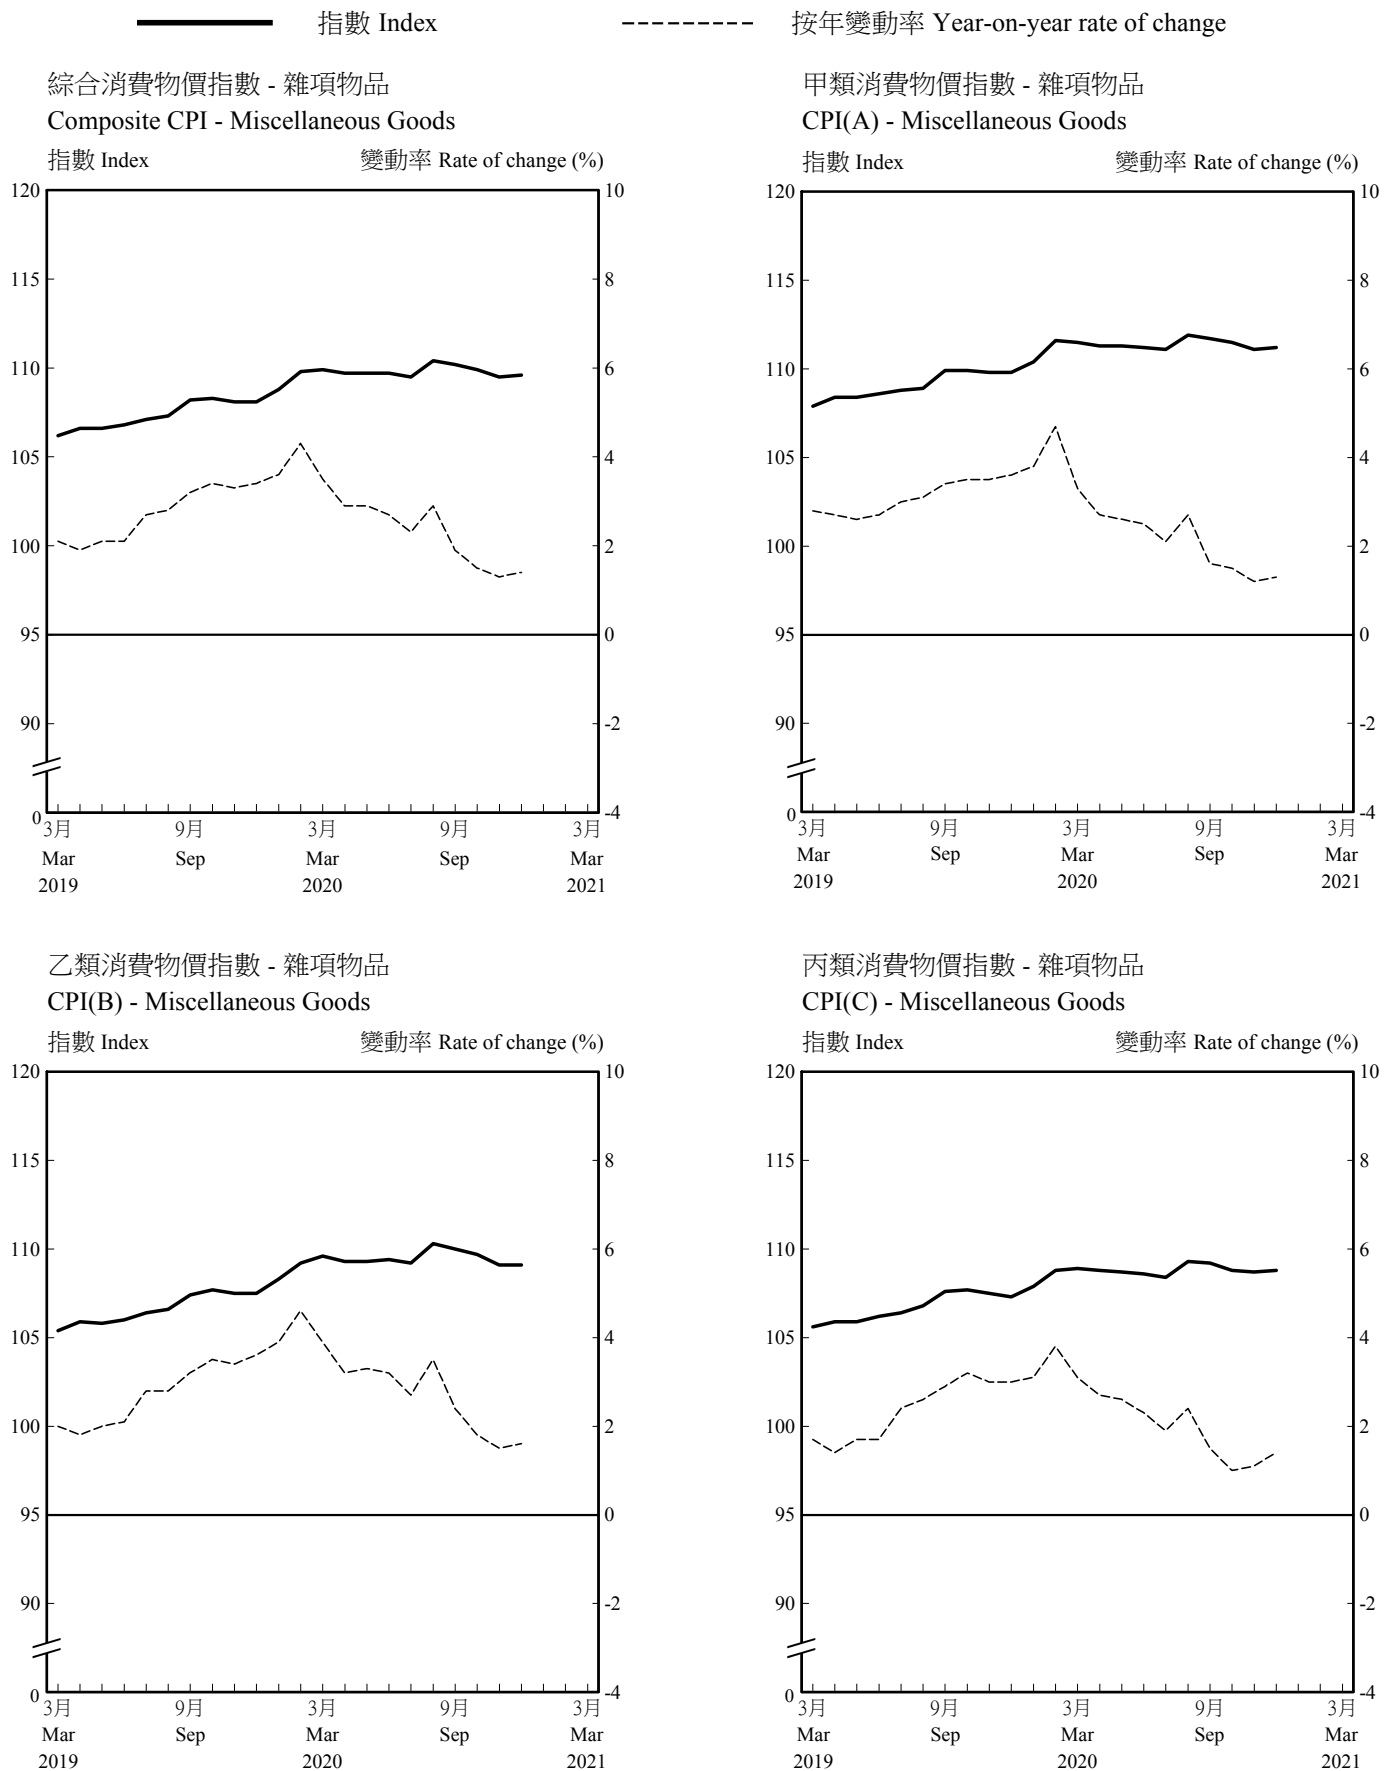 指數 Index 按年變動率 Year-on-year rate of change
綜合消費物價指數 - 雜項物品
Composite CPI - Miscellaneous Goods
指數 Index 變動率 Rate of change (%)
120 10
115 8
110 6
105 4
100 2
95 0
90 -2
0 -4
3月 9月 3月 9月 3月
Mar Sep Mar Sep Mar
2019 2020 2021
甲類消費物價指數 - 雜項物品
CPI(A) - Miscellaneous Goods
指數 Index 變動率 Rate of change (%)
120 10
115 8
110 6
105 4
100 2
95 0
90 -2
0 -4
3月 9月 3月 9月 3月
Mar Sep Mar Sep Mar
2019 2020 2021
乙類消費物價指數 - 雜項物品
CPI(B) - Miscellaneous Goods
指數 Index 變動率 Rate of change (%)
120 10
115 8
110 6
105 4
100 2
95 0
90 -2
0 -4
3月 9月 3月 9月 3月
Mar Sep Mar Sep Mar
2019 2020 2021
丙類消費物價指數 - 雜項物品
CPI(C) - Miscellaneous Goods
指數 Index 變動率 Rate of change (%)
120 10
115 8
110 6
105 4
100 2
95 0
90 -2
0 -4
3月 9月 3月 9月 3月
Mar Sep Mar Sep Mar
2019 2020 2021